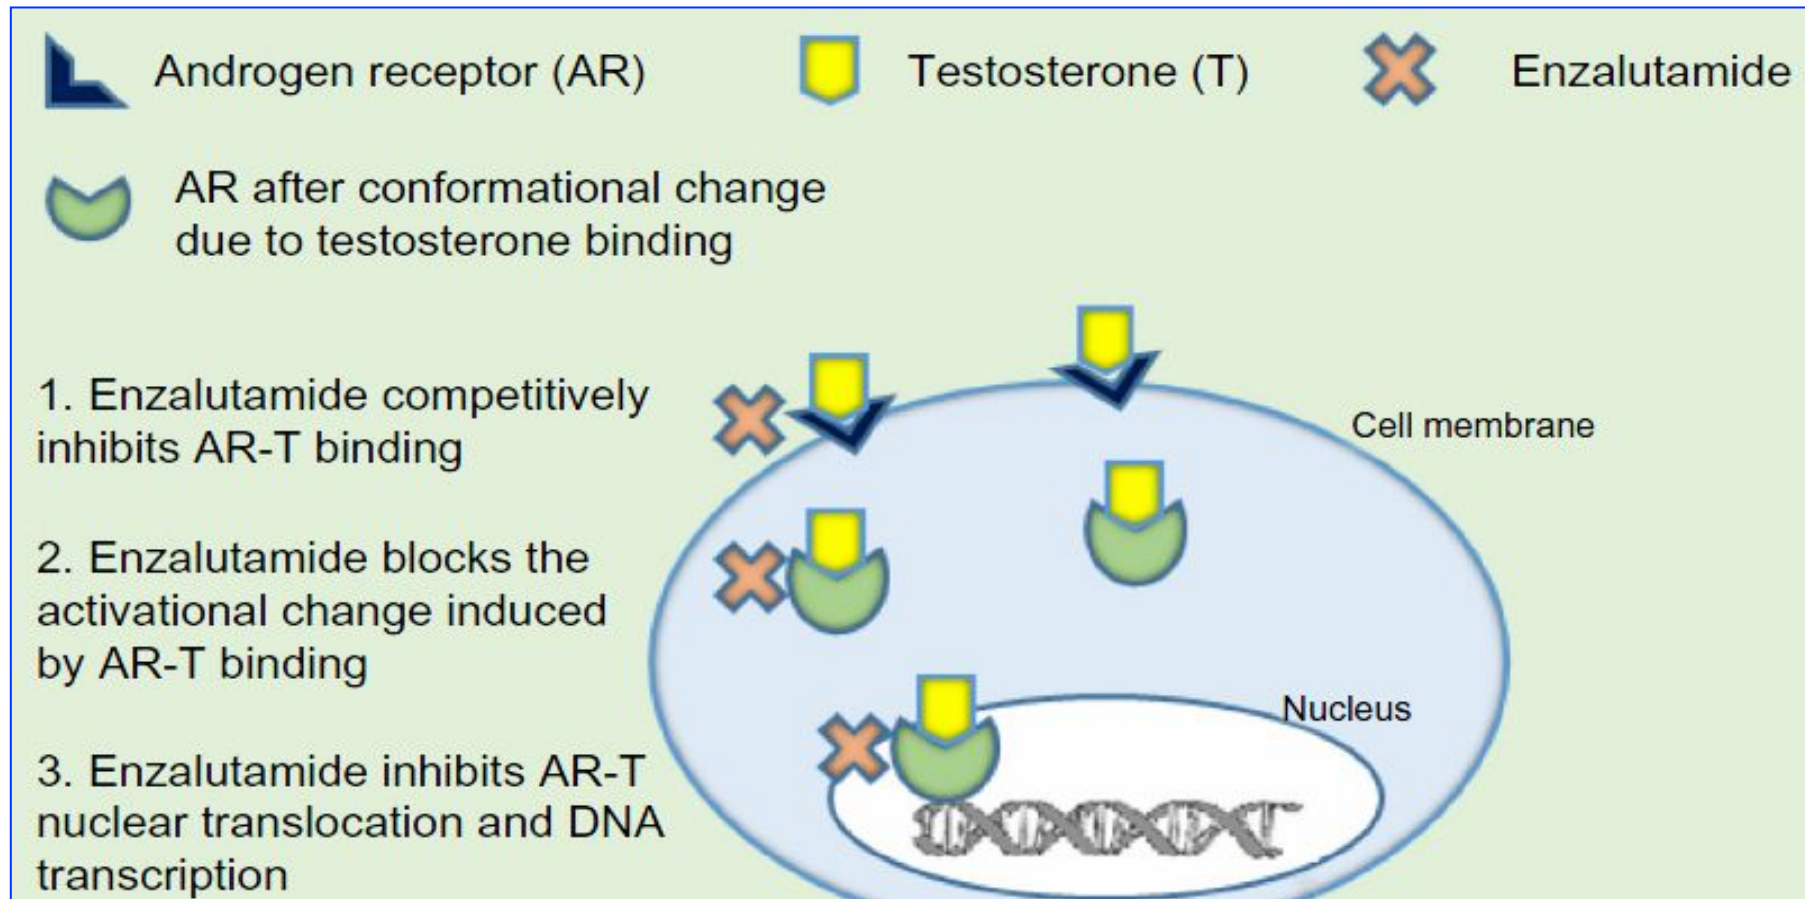 Androgen receptor (AR)
Testosterone (T)
Enzalutamide
AR after conformational change
due to testosterone binding
1. Enzalutamide competitively
inhibits AR-T binding
Cell membrane
2. Enzalutamide blocks the
activational change induced
by AR-T binding
Nucleus
3. Enzalutamide inhibits AR-T
nuclear translocation and DNA
transcription